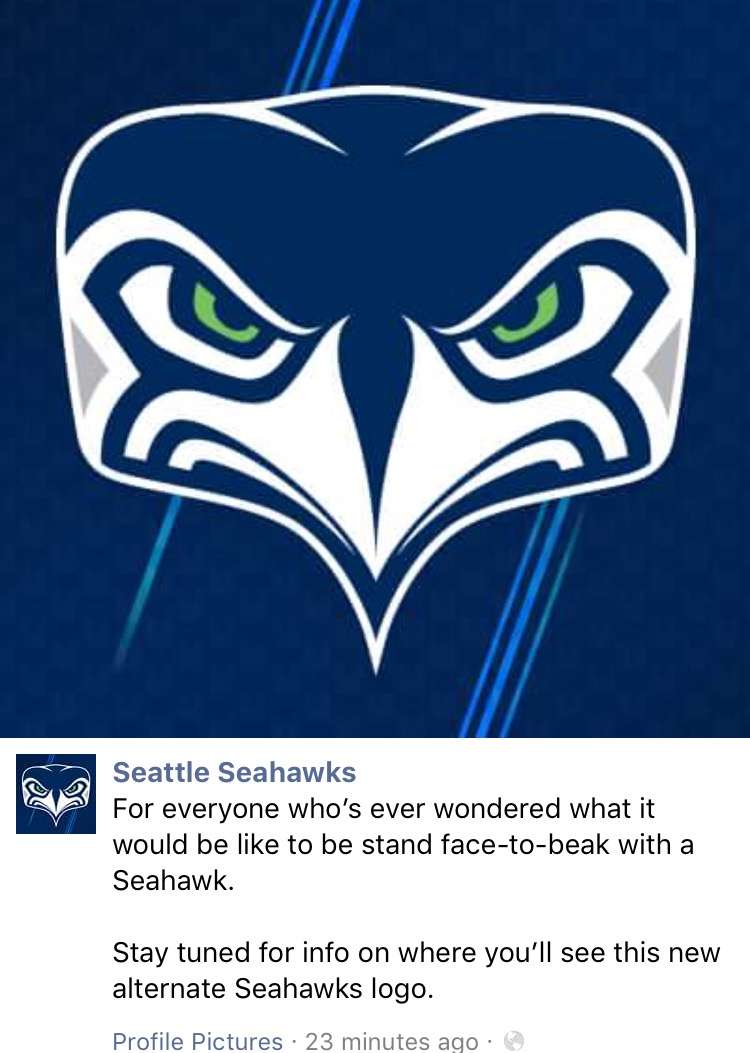 Seattle Seahawks
For everyone who’s ever wondered what it
would be like to be stand face-to-beak with a
Seahawk.
Stay tuned for info on where you’ll see this new
alternate Seahawks logo.
Profile Pictures · 23 minutes ago ·